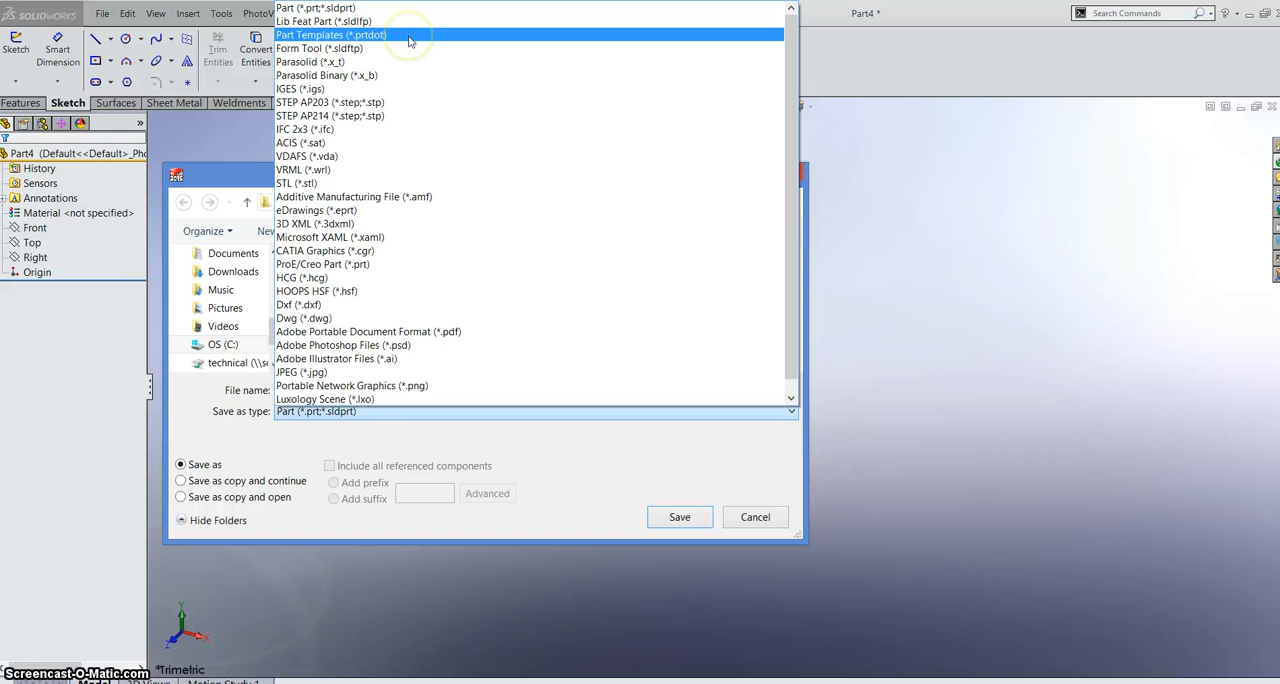 SOLIDWORKS File Edit View Insert Tools PhotoV Part4 * Search Commands
Sketch Smart Dimension Trim Entities Convert Entities
Features Sketch Surfaces Sheet Metal Weldments
Part4 (Default<<Default>_Pho
History
Sensors
Annotations
Material <not specified>
Front
Top
Right
Origin
Part (*.prt;*.sldprt)
Lib Feat Part (*.sldlfp)
Part Templates (*.prtdot)
Form Tool (*.sldftp)
Parasolid (*.x_t)
Parasolid Binary (*.x_b)
IGES (*.igs)
STEP AP203 (*.step;*.stp)
STEP AP214 (*.step;*.stp)
IFC 2x3 (*.ifc)
ACIS (*.sat)
VDAFS (*.vda)
VRML (*.wrl)
STL (*.stl)
Additive Manufacturing File (*.amf)
eDrawings (*.eprt)
3D XML (*.3dxml)
Microsoft XAML (*.xaml)
CATIA Graphics (*.cgr)
ProE/Creo Part (*.prt)
HCG (*.hcg)
HOOPS HSF (*.hsf)
Dxf (*.dxf)
Dwg (*.dwg)
Adobe Portable Document Format (*.pdf)
Adobe Photoshop Files (*.psd)
Adobe Illustrator Files (*.ai)
JPEG (*.jpg)
Portable Network Graphics (*.png)
Luxology Scene (*.lxo)
Organize Nev
Documents
Downloads
Music
Pictures
Videos
OS (C:)
technical (\\se
File name:
Save as type: Part (*.prt;*.sldprt)
Save as
Save as copy and continue
Save as copy and open
Include all referenced components
Add prefix
Add suffix
Advanced
Hide Folders
Save Cancel
*Trimetric
Screencast-O-Matic.com
Model 3D Views Motion Study 1